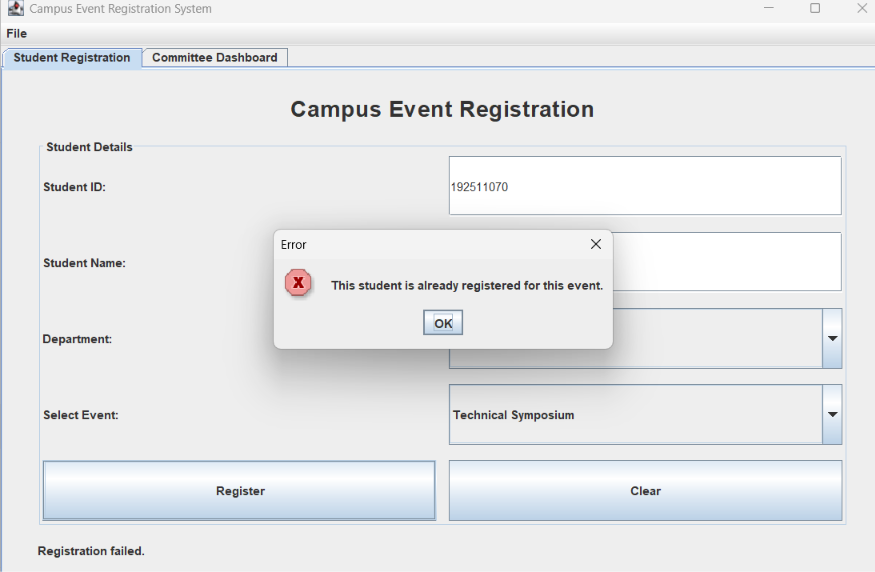 Campus Event Registration System
File
Student Registration
Committee Dashboard
Campus Event Registration
Student Details
Student ID:
192511070
Student Name:
Error
X
This student is already registered for this event.
OK
Department:
Select Event:
Technical Symposium
Register
Clear
Registration failed.